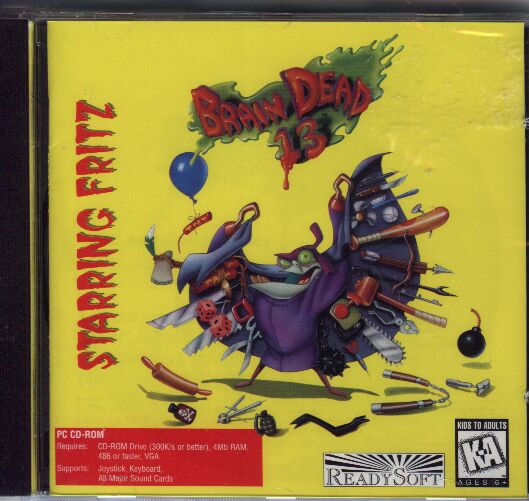 BRAIN DEAD
13
STARRING FRITZ
PC CD-ROM
Requires: CD-ROM Drive (300K/s or better), 4Mb RAM,
486 or faster, VGA
Supports: Joystick, Keyboard,
All Major Sound Cards
READYSOFT
KIDS TO ADULTS
K-A
AGES 6+